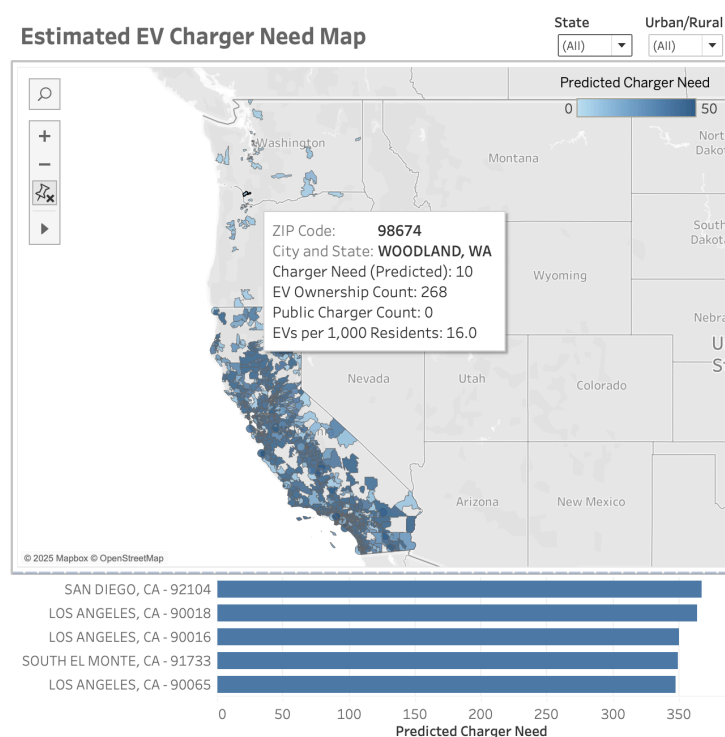 Estimated EV Charger Need Map
State
Urban/Rural
(All)
(All)
Predicted Charger Need
0
50
Washington
Montana
Nort
Dako
South
Dakot
ZIP Code: 98674
City and State: WOODLAND, WA
Charger Need (Predicted): 10
EV Ownership Count: 268
Public Charger Count: 0
EVs per 1,000 Residents: 16.0
Wyoming
Nebra
U
S
Nevada
Utah
Colorado
Arizona
New Mexico
© 2025 Mapbox © OpenStreetMap
SAN DIEGO, CA - 92104
LOS ANGELES, CA - 90018
LOS ANGELES, CA - 90016
SOUTH EL MONTE, CA - 91733
LOS ANGELES, CA - 90065
0 50 100 150 200 250 300 350
Predicted Charger Need